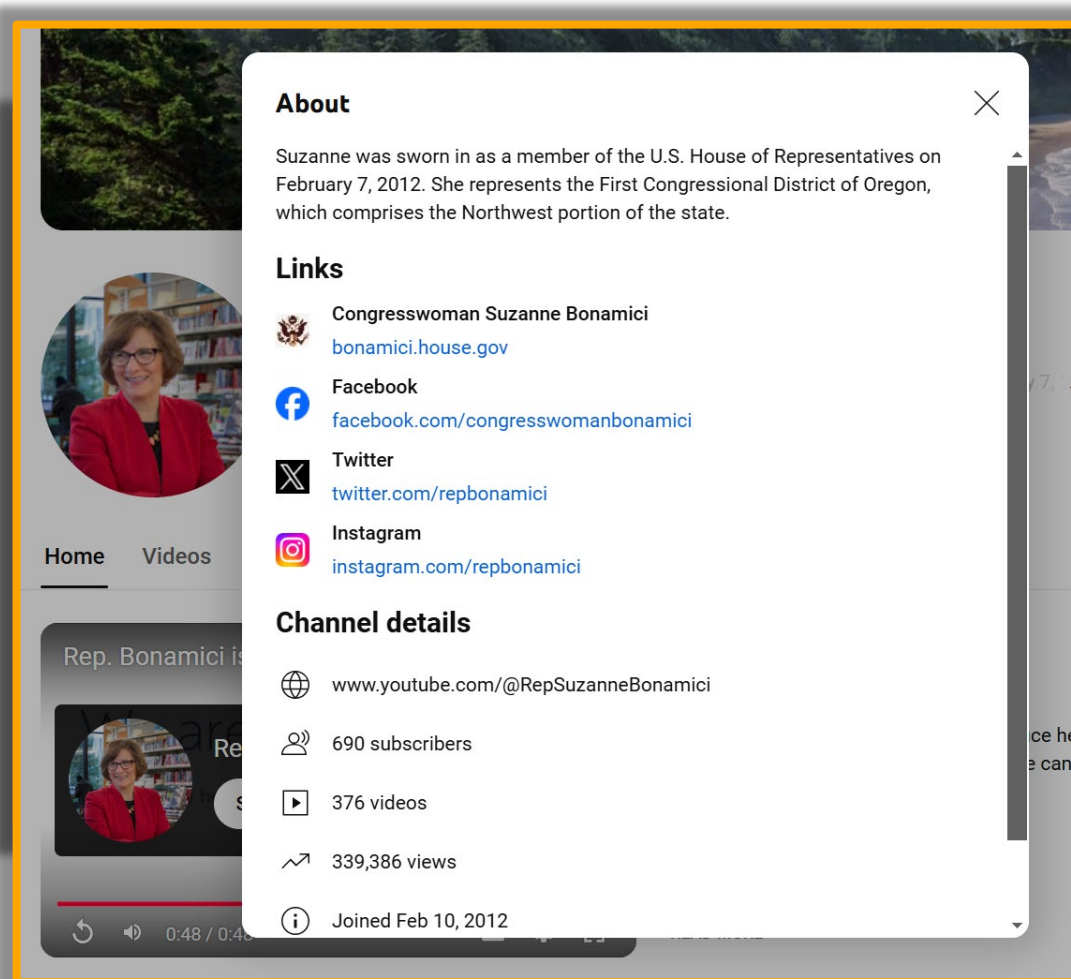 About
Suzanne was sworn in as a member of the U.S. House of Representatives on
February 7, 2012. She represents the First Congressional District of Oregon,
which comprises the Northwest portion of the state.
Links
Congresswoman Suzanne Bonamici
bonamici.house.gov
Facebook
facebook.com/congresswomanbonamici
Twitter
twitter.com/repbonamici
Instagram
instagram.com/repbonamici
Home Videos
Channel details
Rep. Bonamici is
www.youtube.com/@RepSuzanneBonamici
690 subscribers
376 videos
339,386 views
Joined Feb 10, 2012
0:48 / 0:48